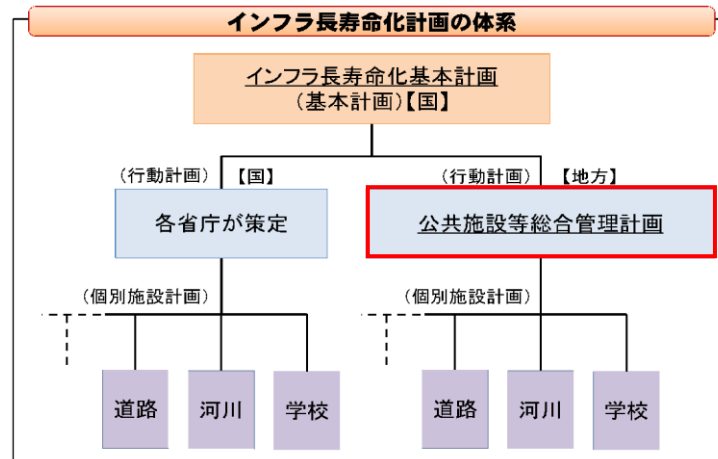 インフラ長寿命化計画の体系
インフラ長寿命化基本計画
(基本計画)【国】
(行動計画) 【国】
(行動計画) 【地方】
各省庁が策定
公共施設等総合管理計画
(個別施設計画)
(個別施設計画)
道路 河川 学校
道路 河川 学校